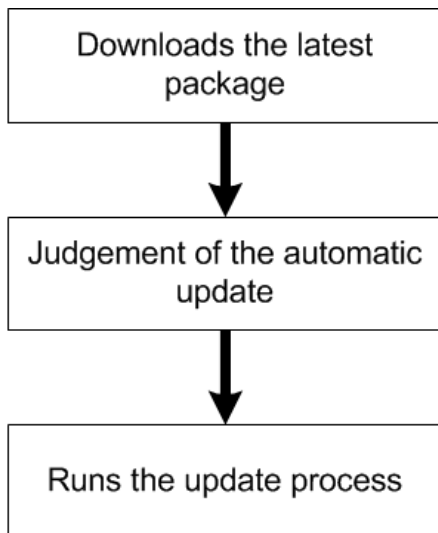 Downloads the latest
package
Judgement of the automatic
update
Runs the update process